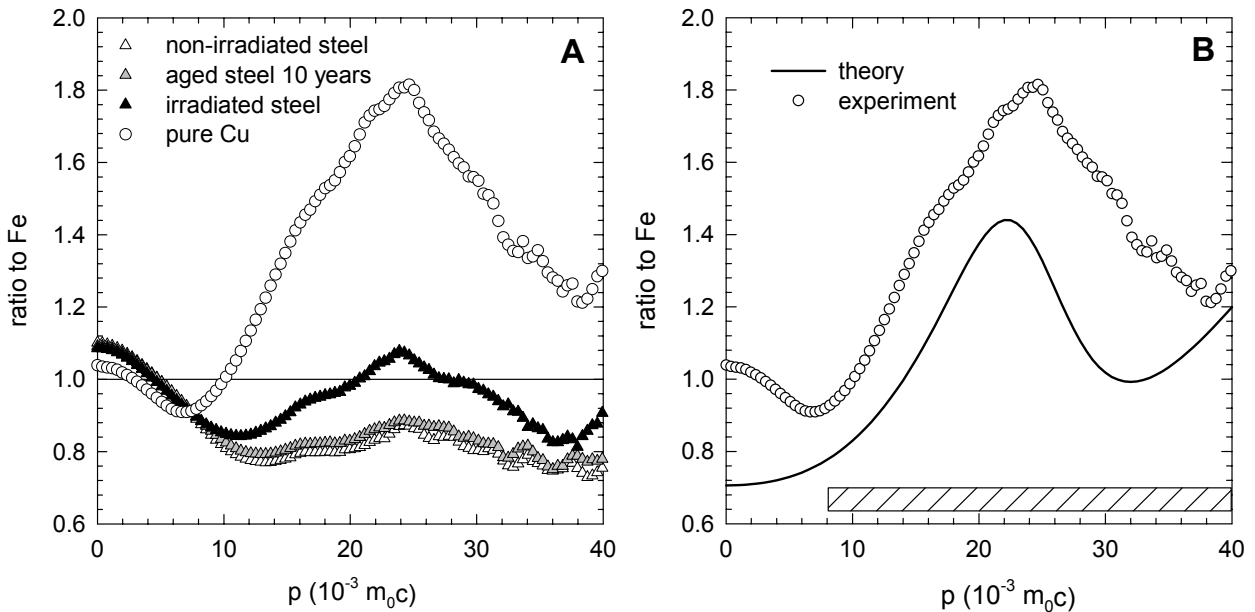 A
non-irradiated steel
aged steel 10 years
irradiated steel
pure Cu
ratio to Fe
2.0
1.8
1.6
1.4
1.2
1.0
0.8
0.6
0 10 20 30 40
p (10⁻³ m₀c)
B
theory
experiment
ratio to Fe
2.0
1.8
1.6
1.4
1.2
1.0
0.8
0.6
0 10 20 30 40
p (10⁻³ m₀c)